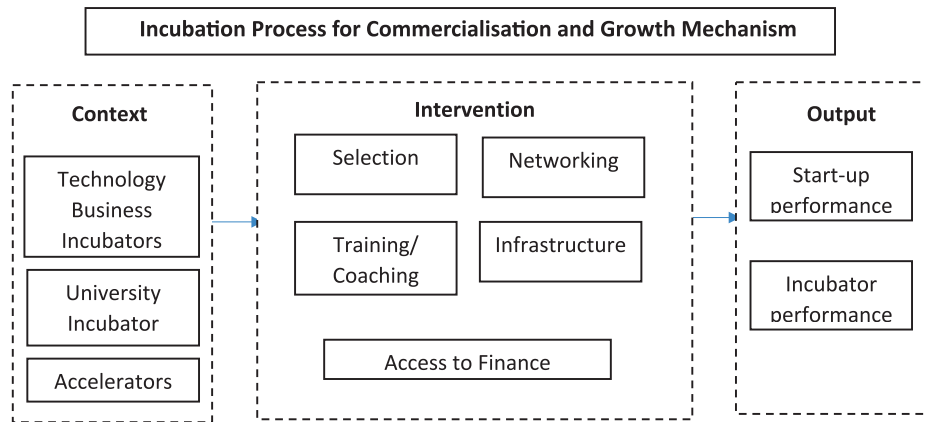 Incubation Process for Commercialisation and Growth Mechanism
Context
Technology
Business
Incubators
University
Incubator
Accelerators
Intervention
Selection
Networking
Training/
Coaching
Infrastructure
Access to Finance
Output
Start-up
performance
Incubator
performance